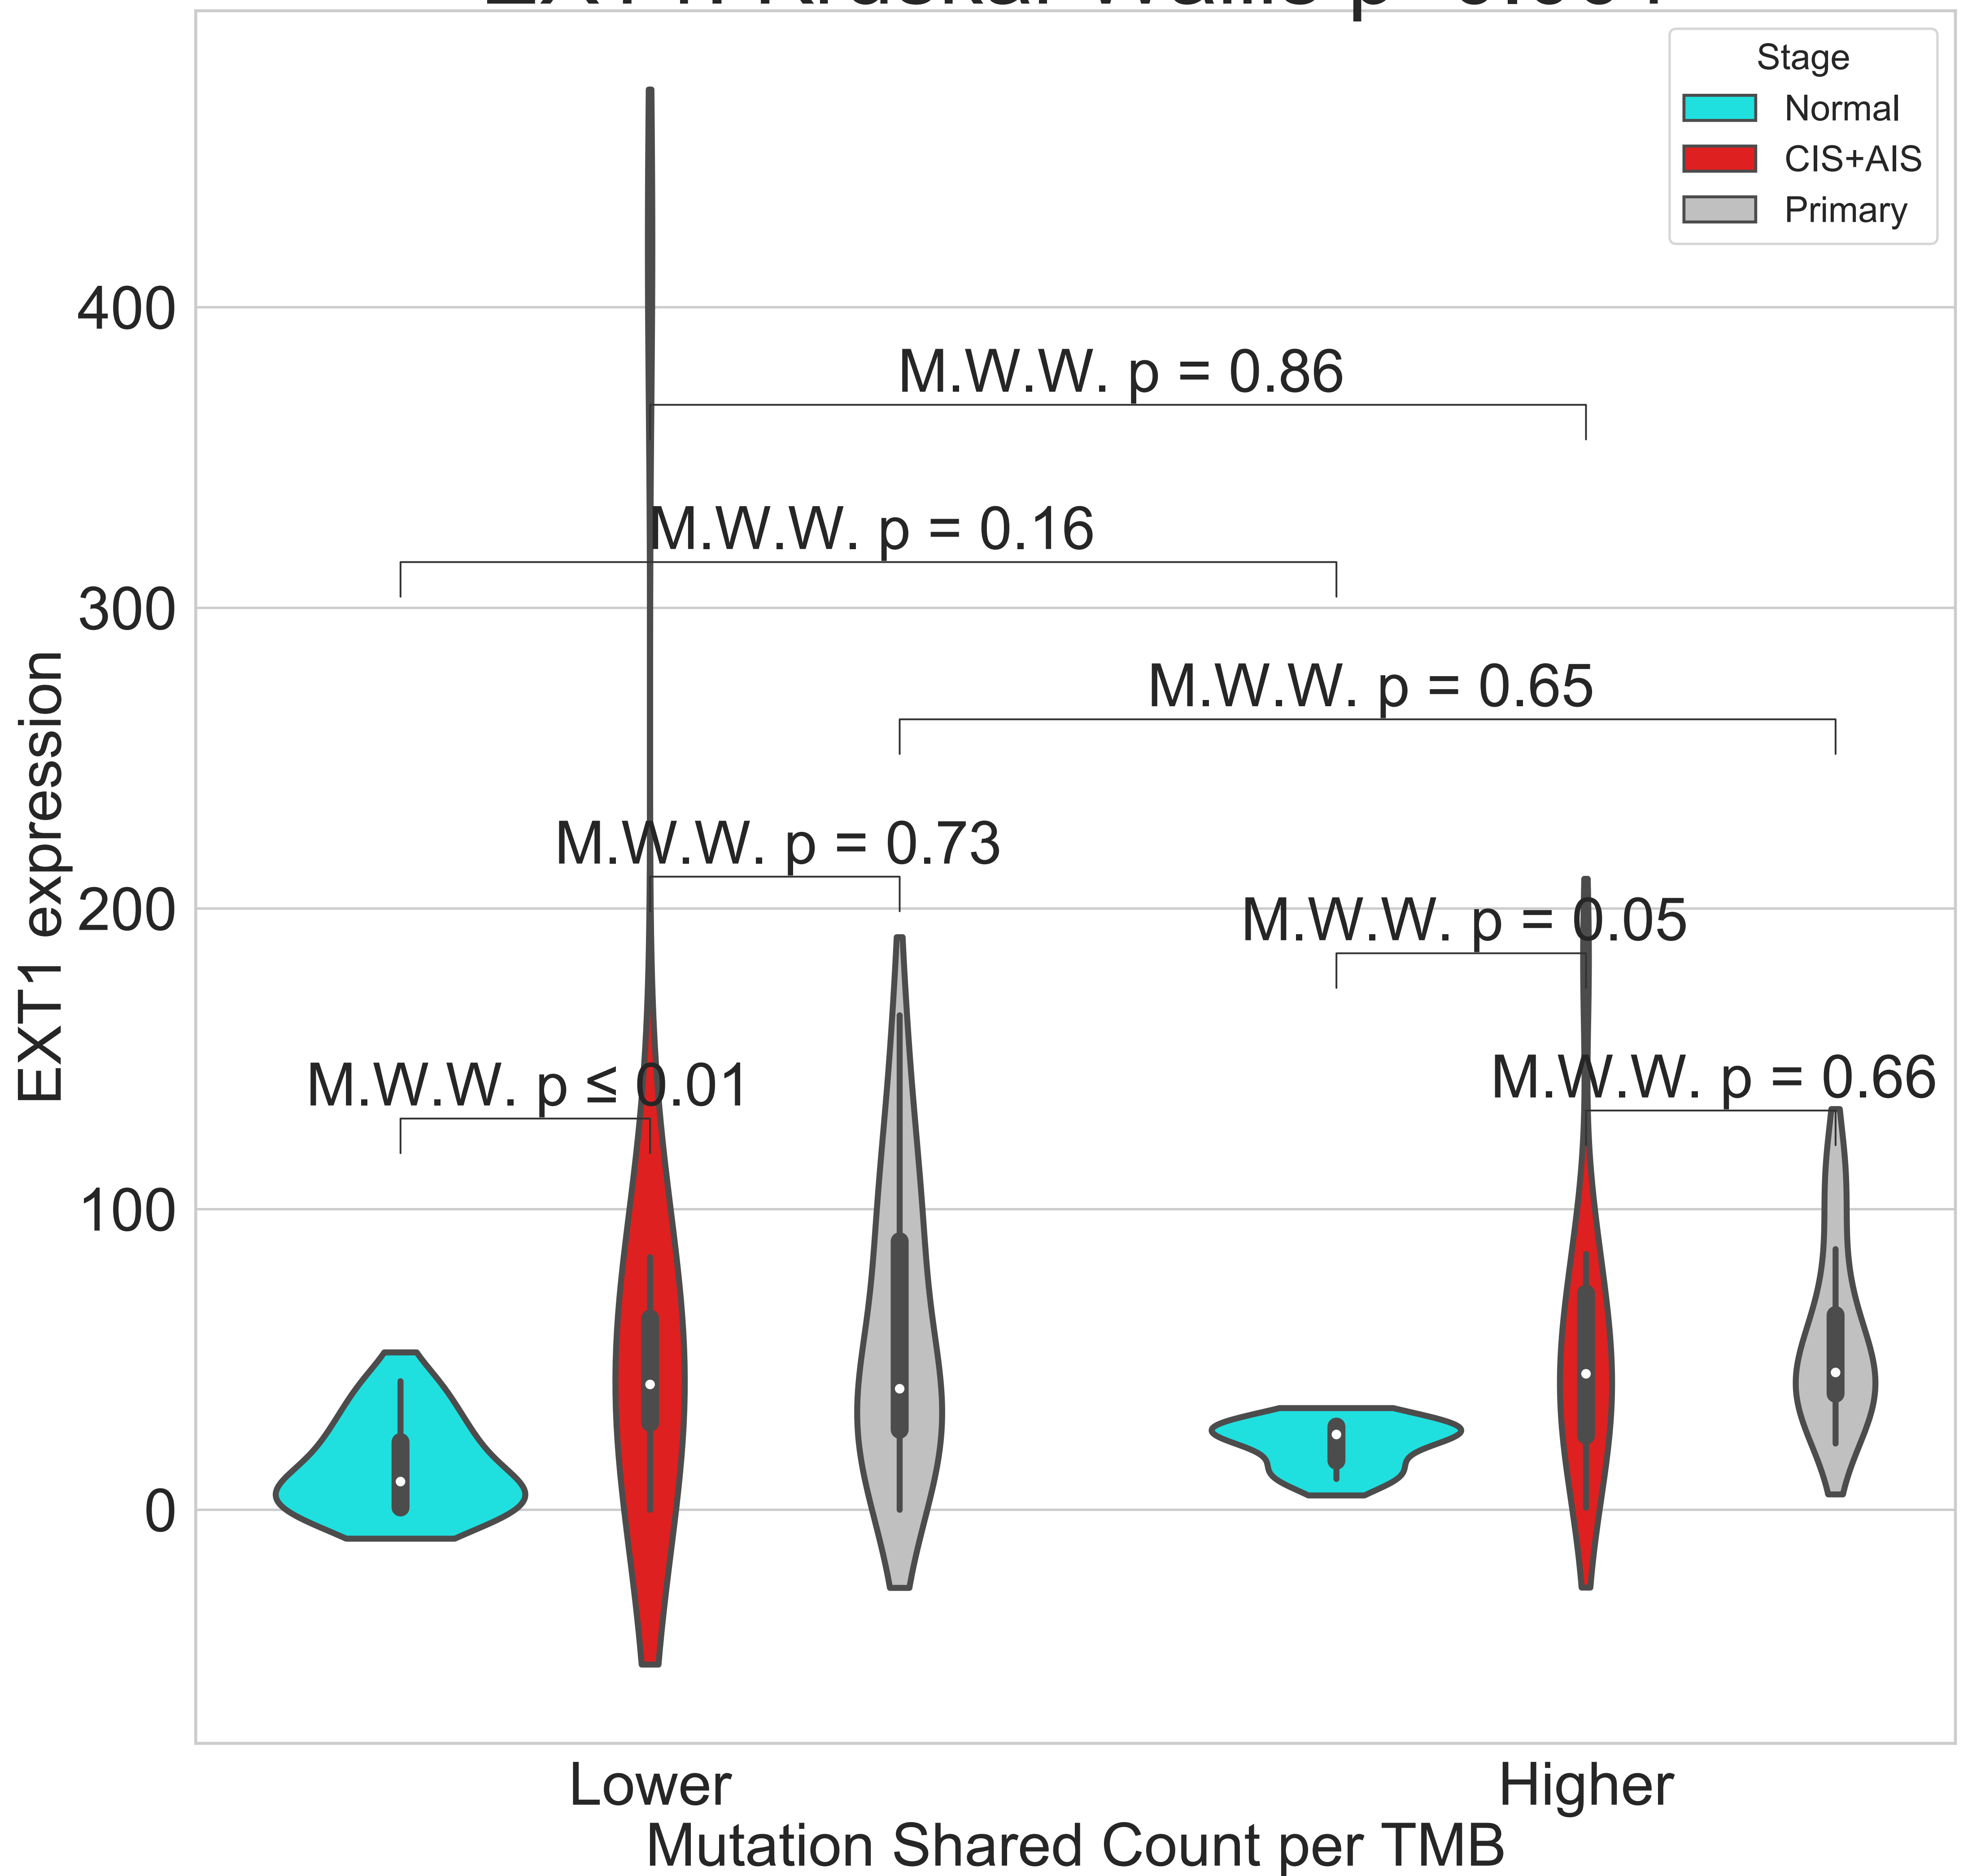 Stage
Normal
CIS+AIS
Primary
400
M.W.W. p = 0.86
M.W.W. p = 0.16
300
M.W.W. p = 0.65
M.W.W. p = 0.73
200
M.W.W. p = 0.05
M.W.W. p ≤ 0.01
M.W.W. p = 0.66
100
0
EXT1 expression
Lower
Higher
Mutation Shared Count per TMB